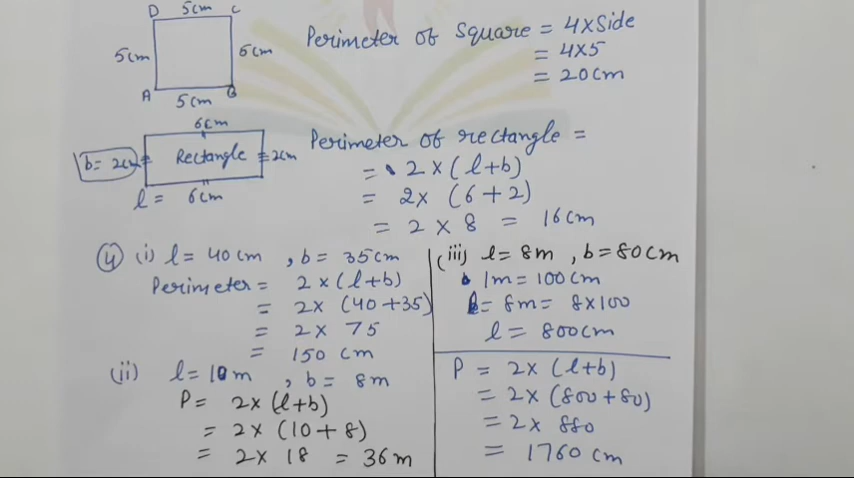 D 5cm C
5cm 5cm
A 5cm B
Perimeter of Square = 4×Side
= 4×5
= 20cm
6cm
b= 2cm Rectangle 2cm
l = 6cm
Perimeter of rectangle =
= 2×(l+b)
= 2× (6+2)
= 2 × 8 = 16cm
4 (i) l = 40cm , b = 35cm
Perimeter = 2×(l+b)
= 2× (40+35)
= 2× 75
= 150 cm
(ii) l = 10m , b = 8m
P = 2×(l+b)
= 2×(10+8)
= 2× 18 = 36m
(iii) l = 8m , b = 80cm
1m = 100cm
l = 8m = 8×100
l = 800cm
P = 2×(l+b)
= 2×(800+80)
= 2× 880
= 1760 cm